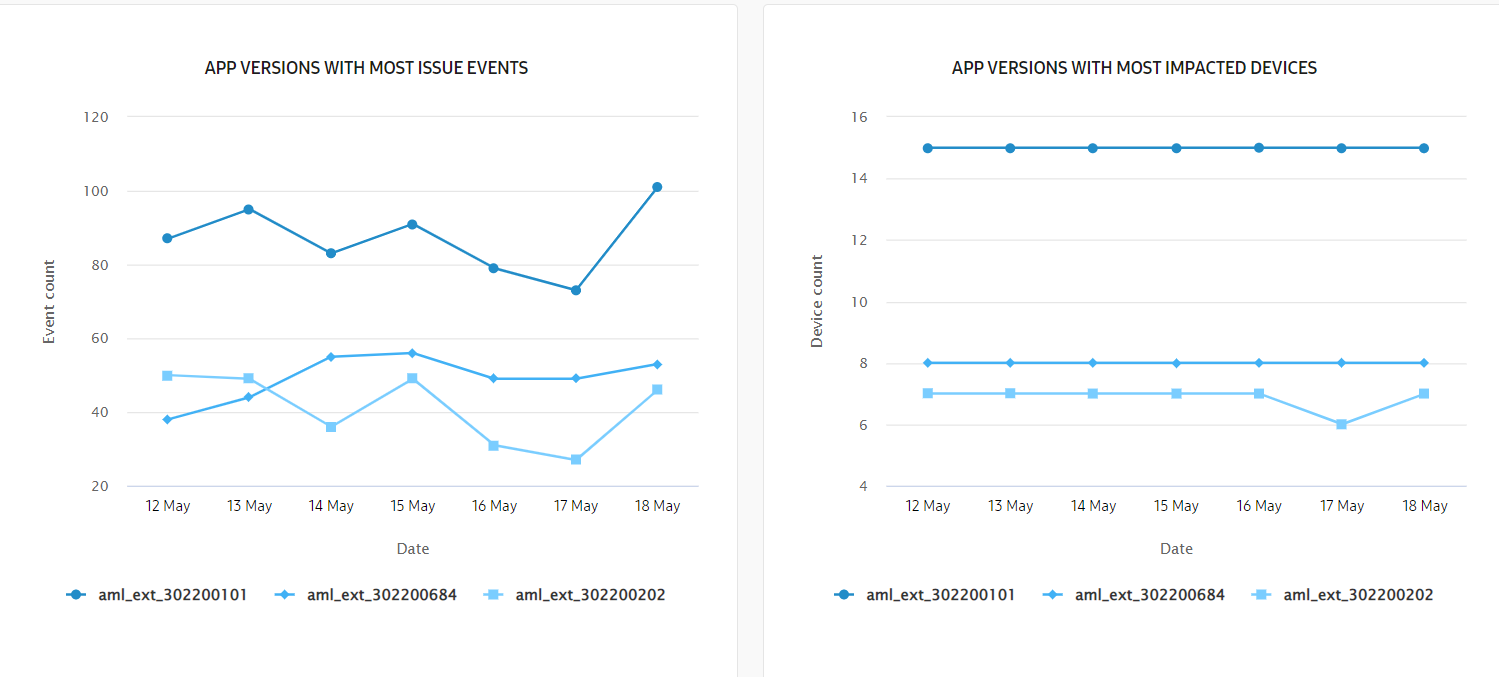 APP VERSIONS WITH MOST ISSUE EVENTS
120
100
80
60
40
20
Event count
12 May 13 May 14 May 15 May 16 May 17 May 18 May
Date
aml_ext_302200101 aml_ext_302200684 aml_ext_302200202
APP VERSIONS WITH MOST IMPACTED DEVICES
16
14
12
10
8
6
4
Device count
12 May 13 May 14 May 15 May 16 May 17 May 18 May
Date
aml_ext_302200101 aml_ext_302200684 aml_ext_302200202